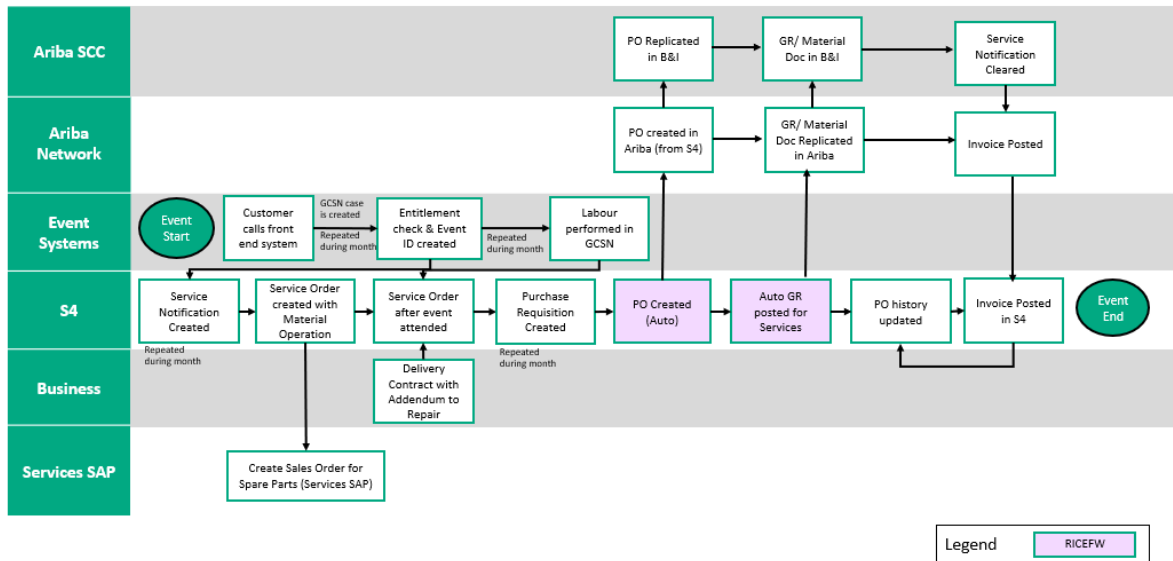 Ariba SCC
PO Replicated
in B&I
GR/ Material
Doc in B&I
Service
Notification
Cleared
Ariba
Network
PO created in
Ariba (from S4)
GR/ Material
Doc Replicated
in Ariba
Invoice Posted
Event
Systems
Event
Start
Customer
calls front
end system
GCSN case
is created
Repeated
during month
Entitlement
check & Event
ID created
Repeated
during month
Labour
performed in
GCSN
S4
Service
Notification
Created
Repeated
during month
Service Order
created with
Material
Operation
Service Order
after event
attended
Purchase
Requisition
Created
Repeated
during month
PO Created
(Auto)
Auto GR
posted for
Services
PO history
updated
Invoice Posted
in S4
Event
End
Business
Delivery
Contract with
Addendum to
Repair
Services SAP
Create Sales Order for
Spare Parts (Services SAP)
Legend
RICEFW